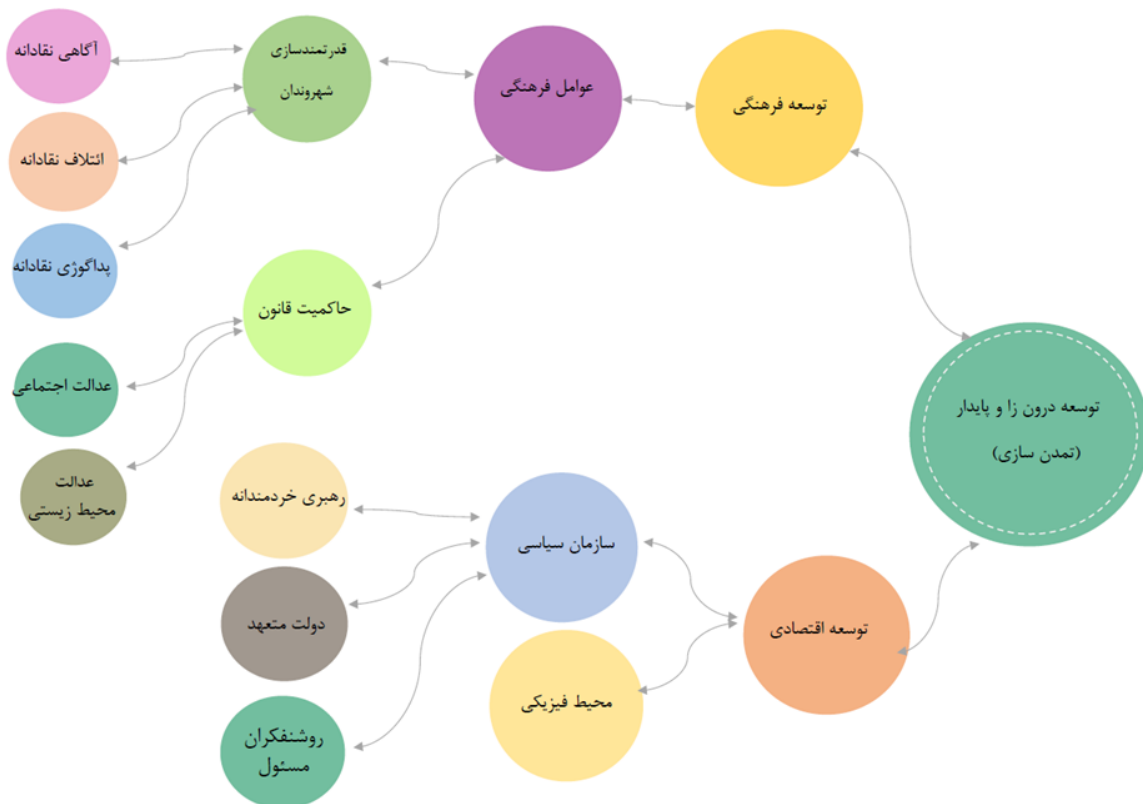 توسعه درون زا و پایدار
(تمدن سازی)
توسعه فرهنگی
عوامل فرهنگی
قدرتمندسازی
شهروندان
آگاهی نقادانه
ائتلاف نقادانه
پداگوژی نقادانه
حاکمیت قانون
عدالت اجتماعی
عدالت
محیط زیستی
توسعه اقتصادی
سازمان سیاسی
رهبری خردمندانه
دولت متعهد
روشنفکران
مسئول
محیط فیزیکی